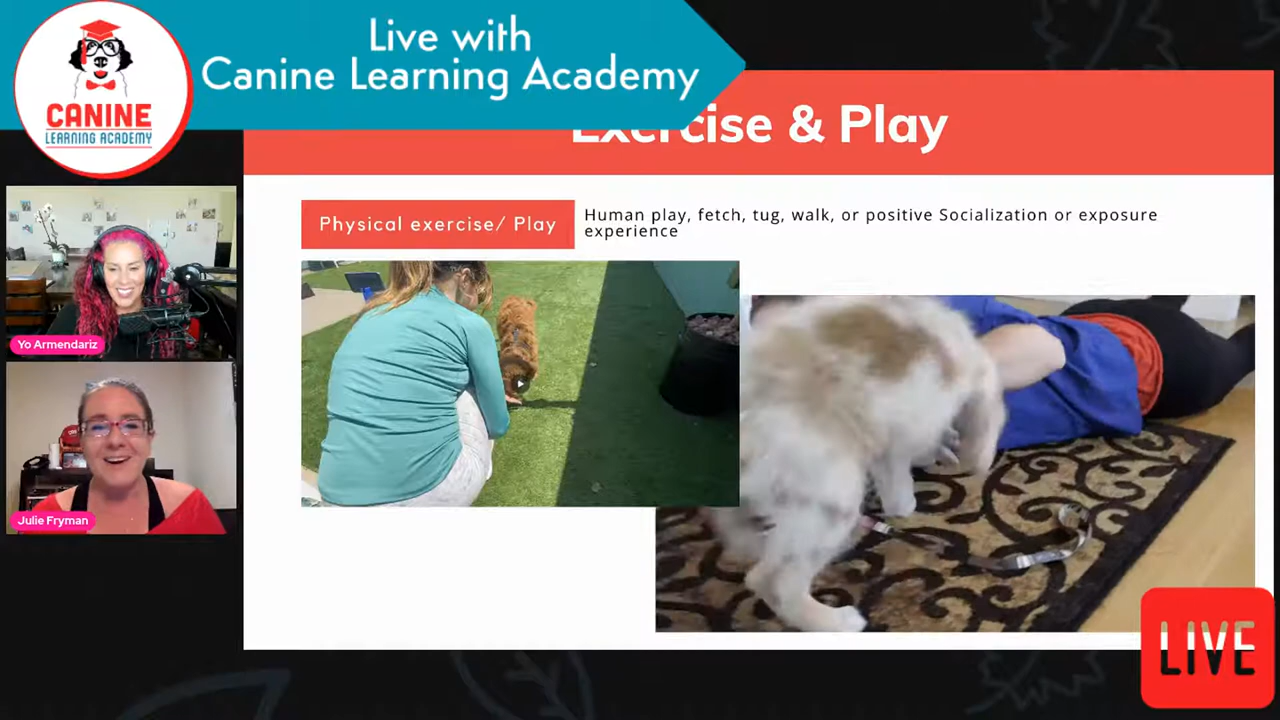 Live with
Canine Learning Academy
CANINE
LEARNING ACADEMY
Exercise & Play
Physical exercise/ Play
Human play, fetch, tug, walk, or positive Socialization or exposure
experience
Yo Armendariz
Julie Fryman
LIVE